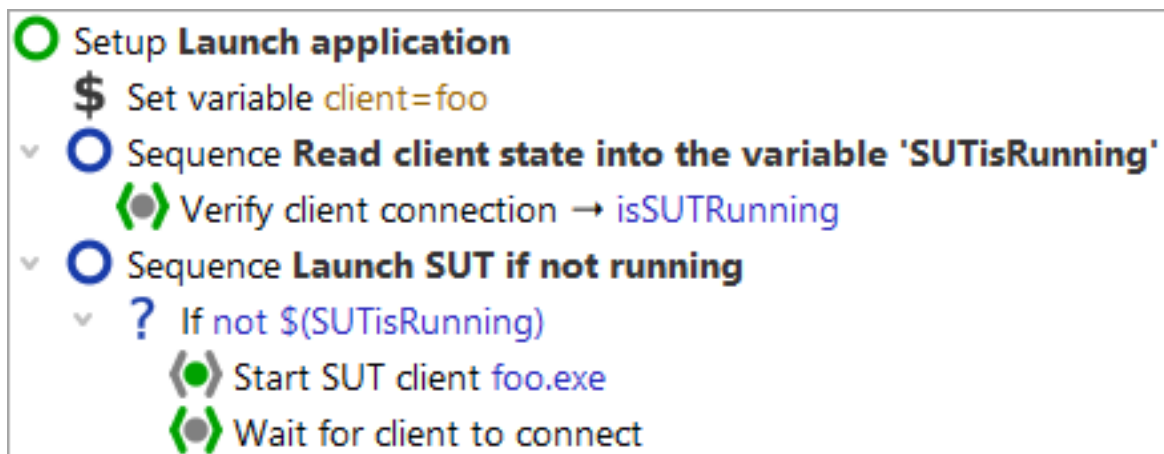 Setup Launch application
$ Set variable client=foo
Sequence Read client state into the variable 'SUTisRunning'
Verify client connection → isSUTRunning
Sequence Launch SUT if not running
? If not $(SUTisRunning)
Start SUT client foo.exe
Wait for client to connect